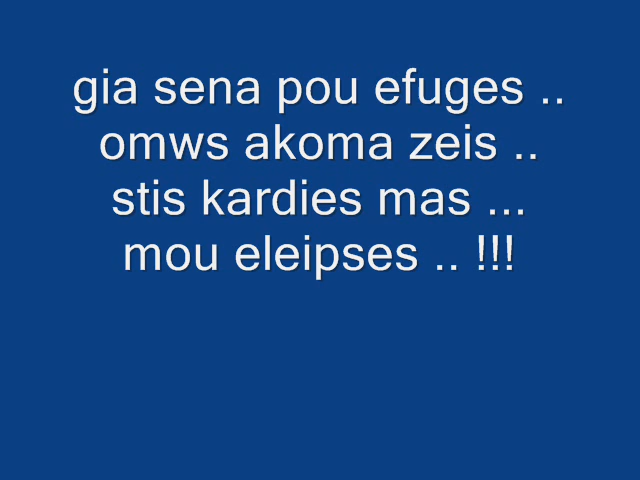 gia sena pou efuges ..
omws akoma zeis ..
stis kardies mas ...
mou eleipses .. !!!